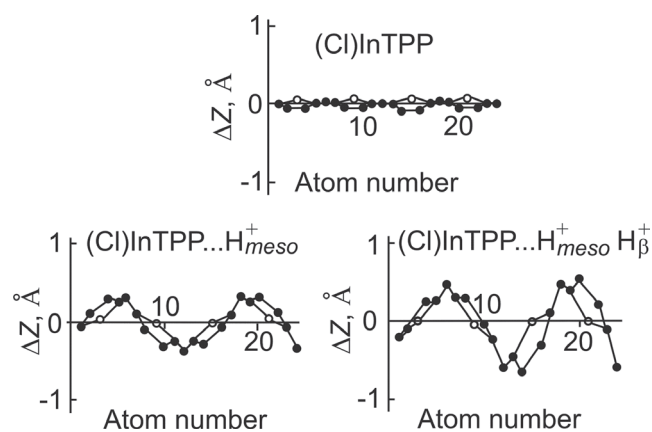 1
(Cl)InTPP
ΔZ, Å
0
10
20
-1
Atom number
1
(Cl)InTPP...H⁺meso
ΔZ, Å
10
0
20
-1
Atom number
1
(Cl)InTPP...H⁺meso H⁺β
ΔZ, Å
10
0
20
-1
Atom number